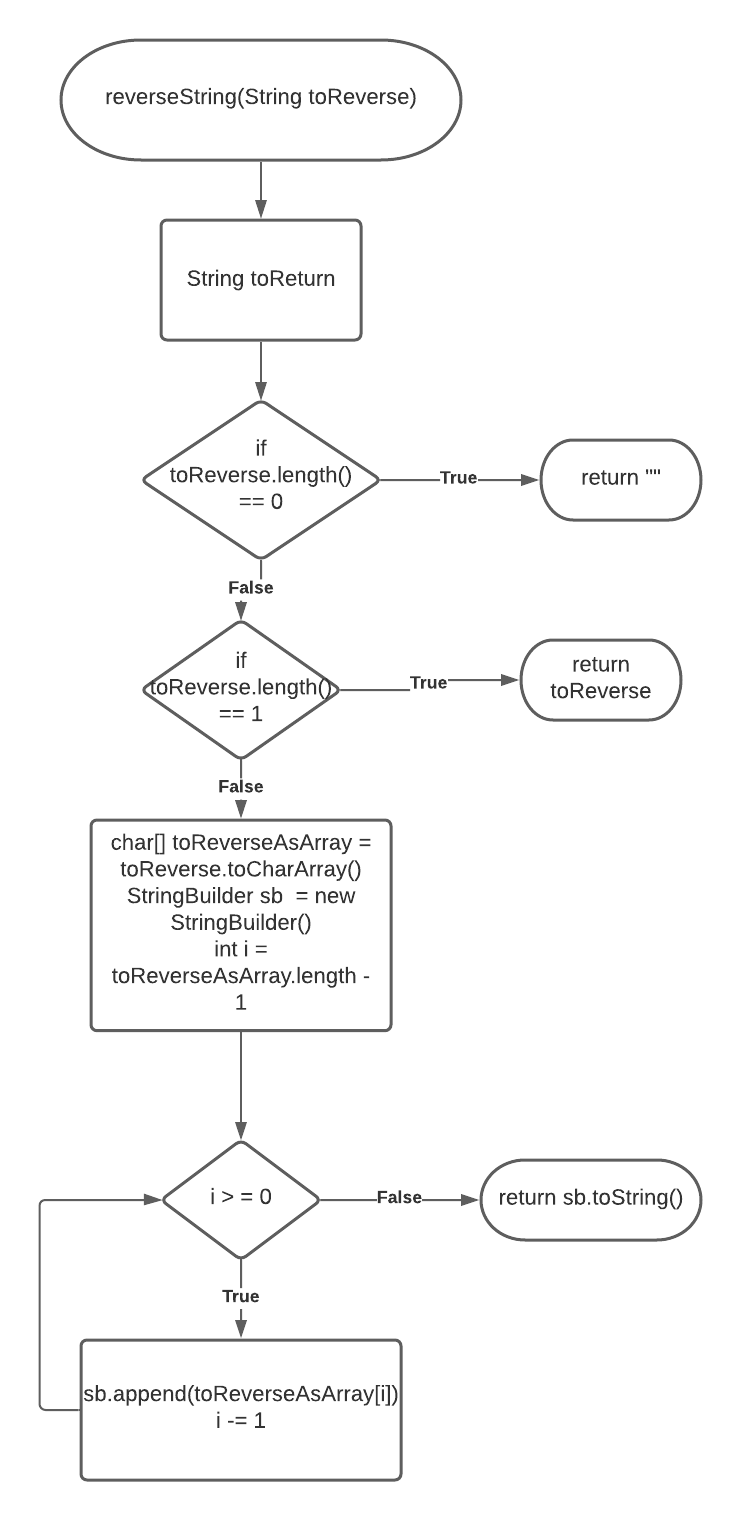 reverseString(String toReverse)
String toReturn
if
toReverse.length()
== 0
True
return ""
False
if
toReverse.length()
== 1
True
return
toReverse
False
char[] toReverseAsArray =
toReverse.toCharArray()
StringBuilder sb  = new
StringBuilder()
int i =
toReverseAsArray.length -
1
i > = 0
False
return sb.toString()
True
sb.append(toReverseAsArray[i])
i -= 1